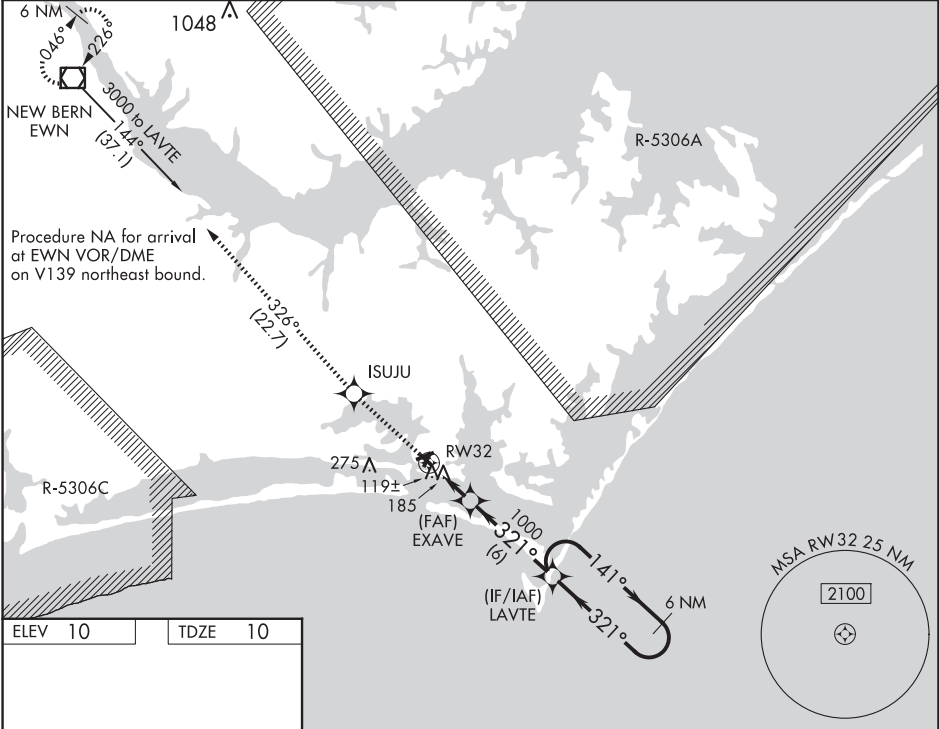 6 NM
046°
226°
1048
NEW BERN
EWN
3000 to LAVTE
144°
(37.1)
R-5306A
Procedure NA for arrival
at EWN VOR/DME
on V139 northeast bound.
326°
(22.7)
ISUJU
RW32
275
119±
185
R-5306C
(FAF)
EXAVE
1000
321°
(6)
(IF/IAF)
LAVTE
141°
321°
6 NM
MSA RW32 25 NM
2100
ELEV 10
TDZE 10